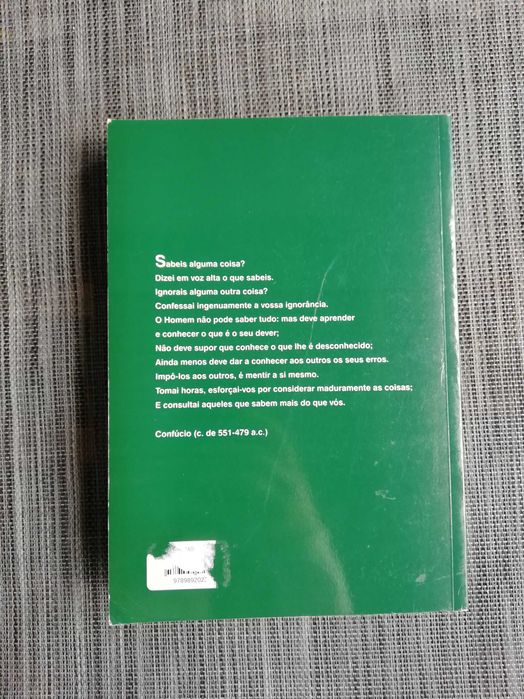 Sabeis alguma coisa?
Dizei em voz alta o que sabeis.
Ignorais alguma outra coisa?
Confessai ingenuamente a vossa ignorância.
O Homem não pode saber tudo: mas deve aprender
e conhecer o que é o seu dever;
Não deve supor que conhece o que lhe é desconhecido;
Ainda menos deve dar a conhecer aos outros os seus erros.
Impô-los aos outros, é mentir a si mesmo.
Tomai horas, esforçai-vos por considerar maduramente as coisas;
E consultai aqueles que sabem mais do que vós.
Confúcio (c. de 551-479 a.c.)
978989202